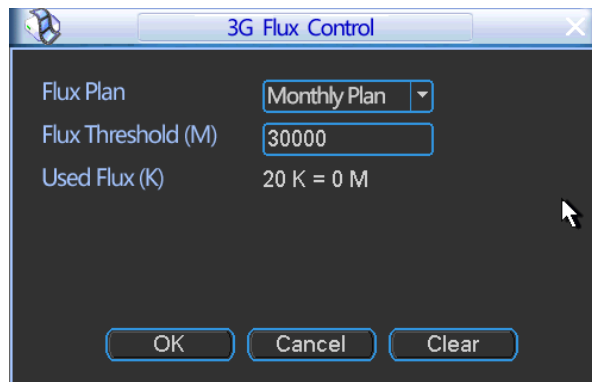 3G Flux Control
Flux Plan Monthly Plan
Flux Threshold (M) 30000
Used Flux (K) 20 K = 0 M
OK Cancel Clear